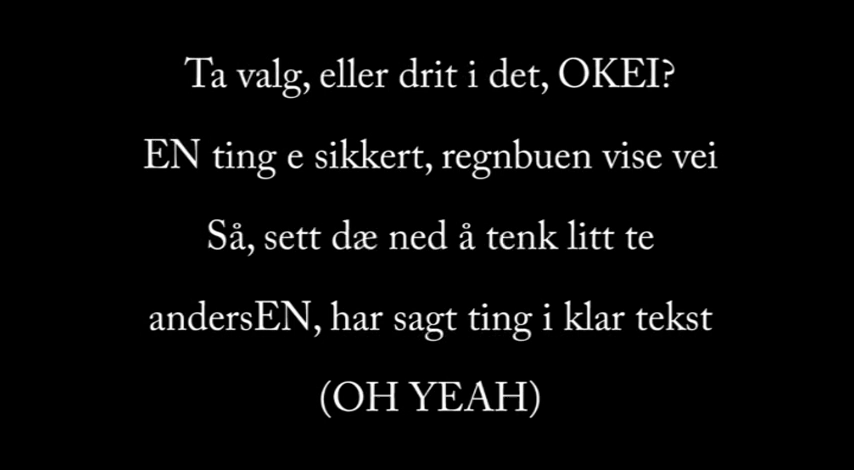 Ta valg, eller drit i det, OKEI?
EN ting e sikkert, regnbuen vise vei
Så, sett dæ ned å tenk litt te
andersEN, har sagt ting i klar tekst
(OH YEAH)